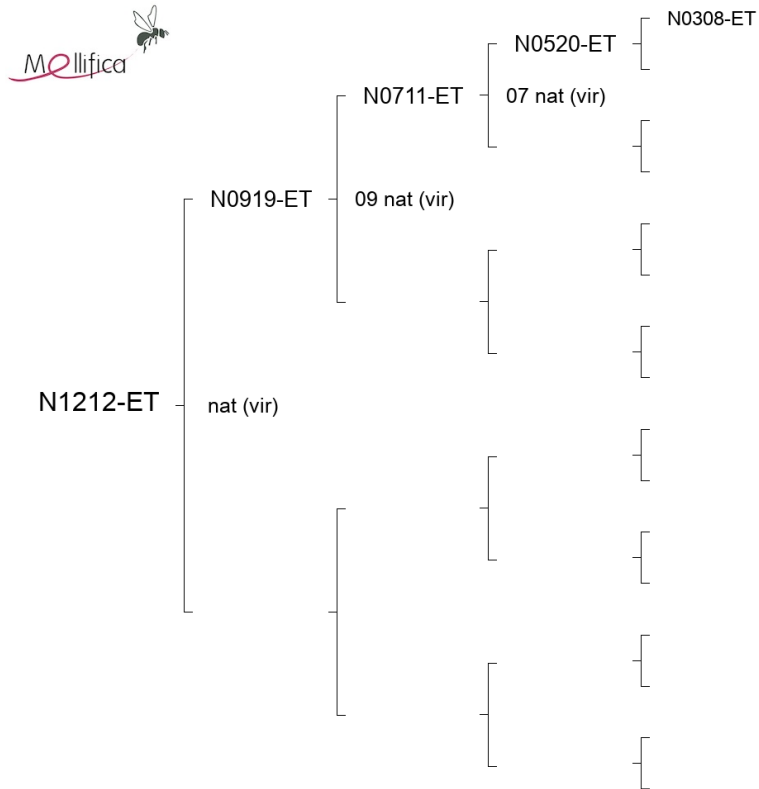 Mellifica
N0308-ET
N0520-ET
N0711-ET
07 nat (vir)
N0919-ET
09 nat (vir)
N1212-ET
nat (vir)